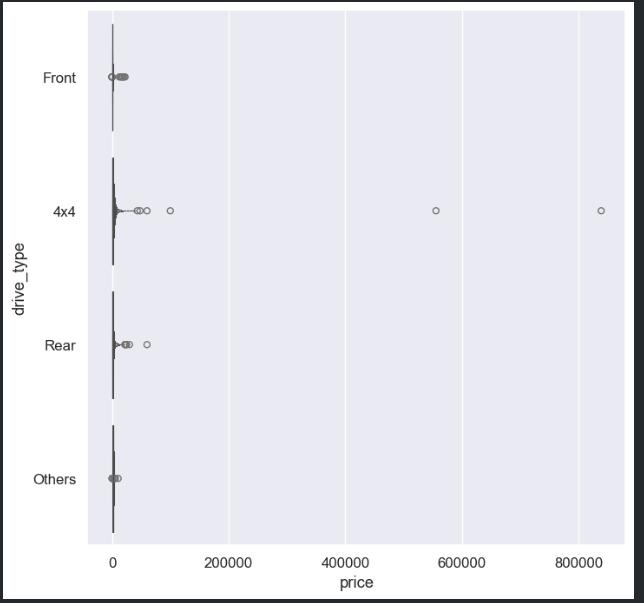 Front
4x4
Rear
Others
drive_type
0
200000
400000
600000
800000
price